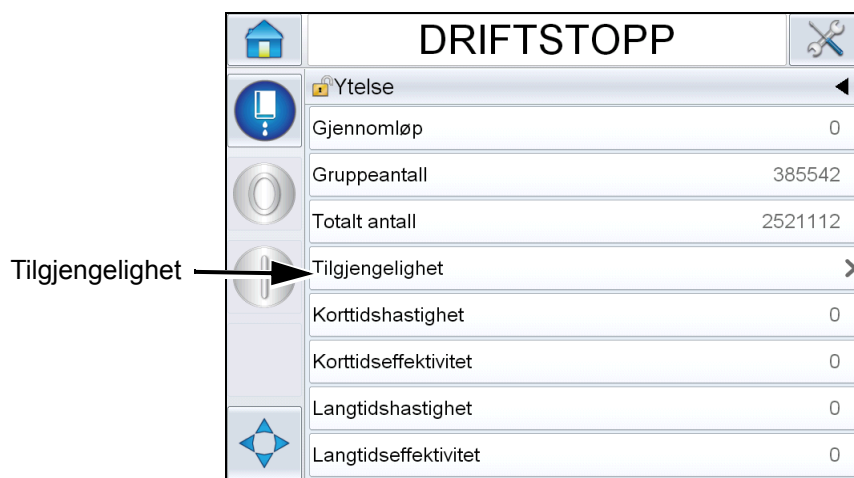 DRIFTSTOPP
Ytelse
Gjennomløp 0
Gruppeantall 385542
Totalt antall 2521112
Tilgjengelighet
Tilgjengelighet
Korttidshastighet 0
Korttidseffektivitet 0
Langtidshastighet 0
Langtidseffektivitet 0